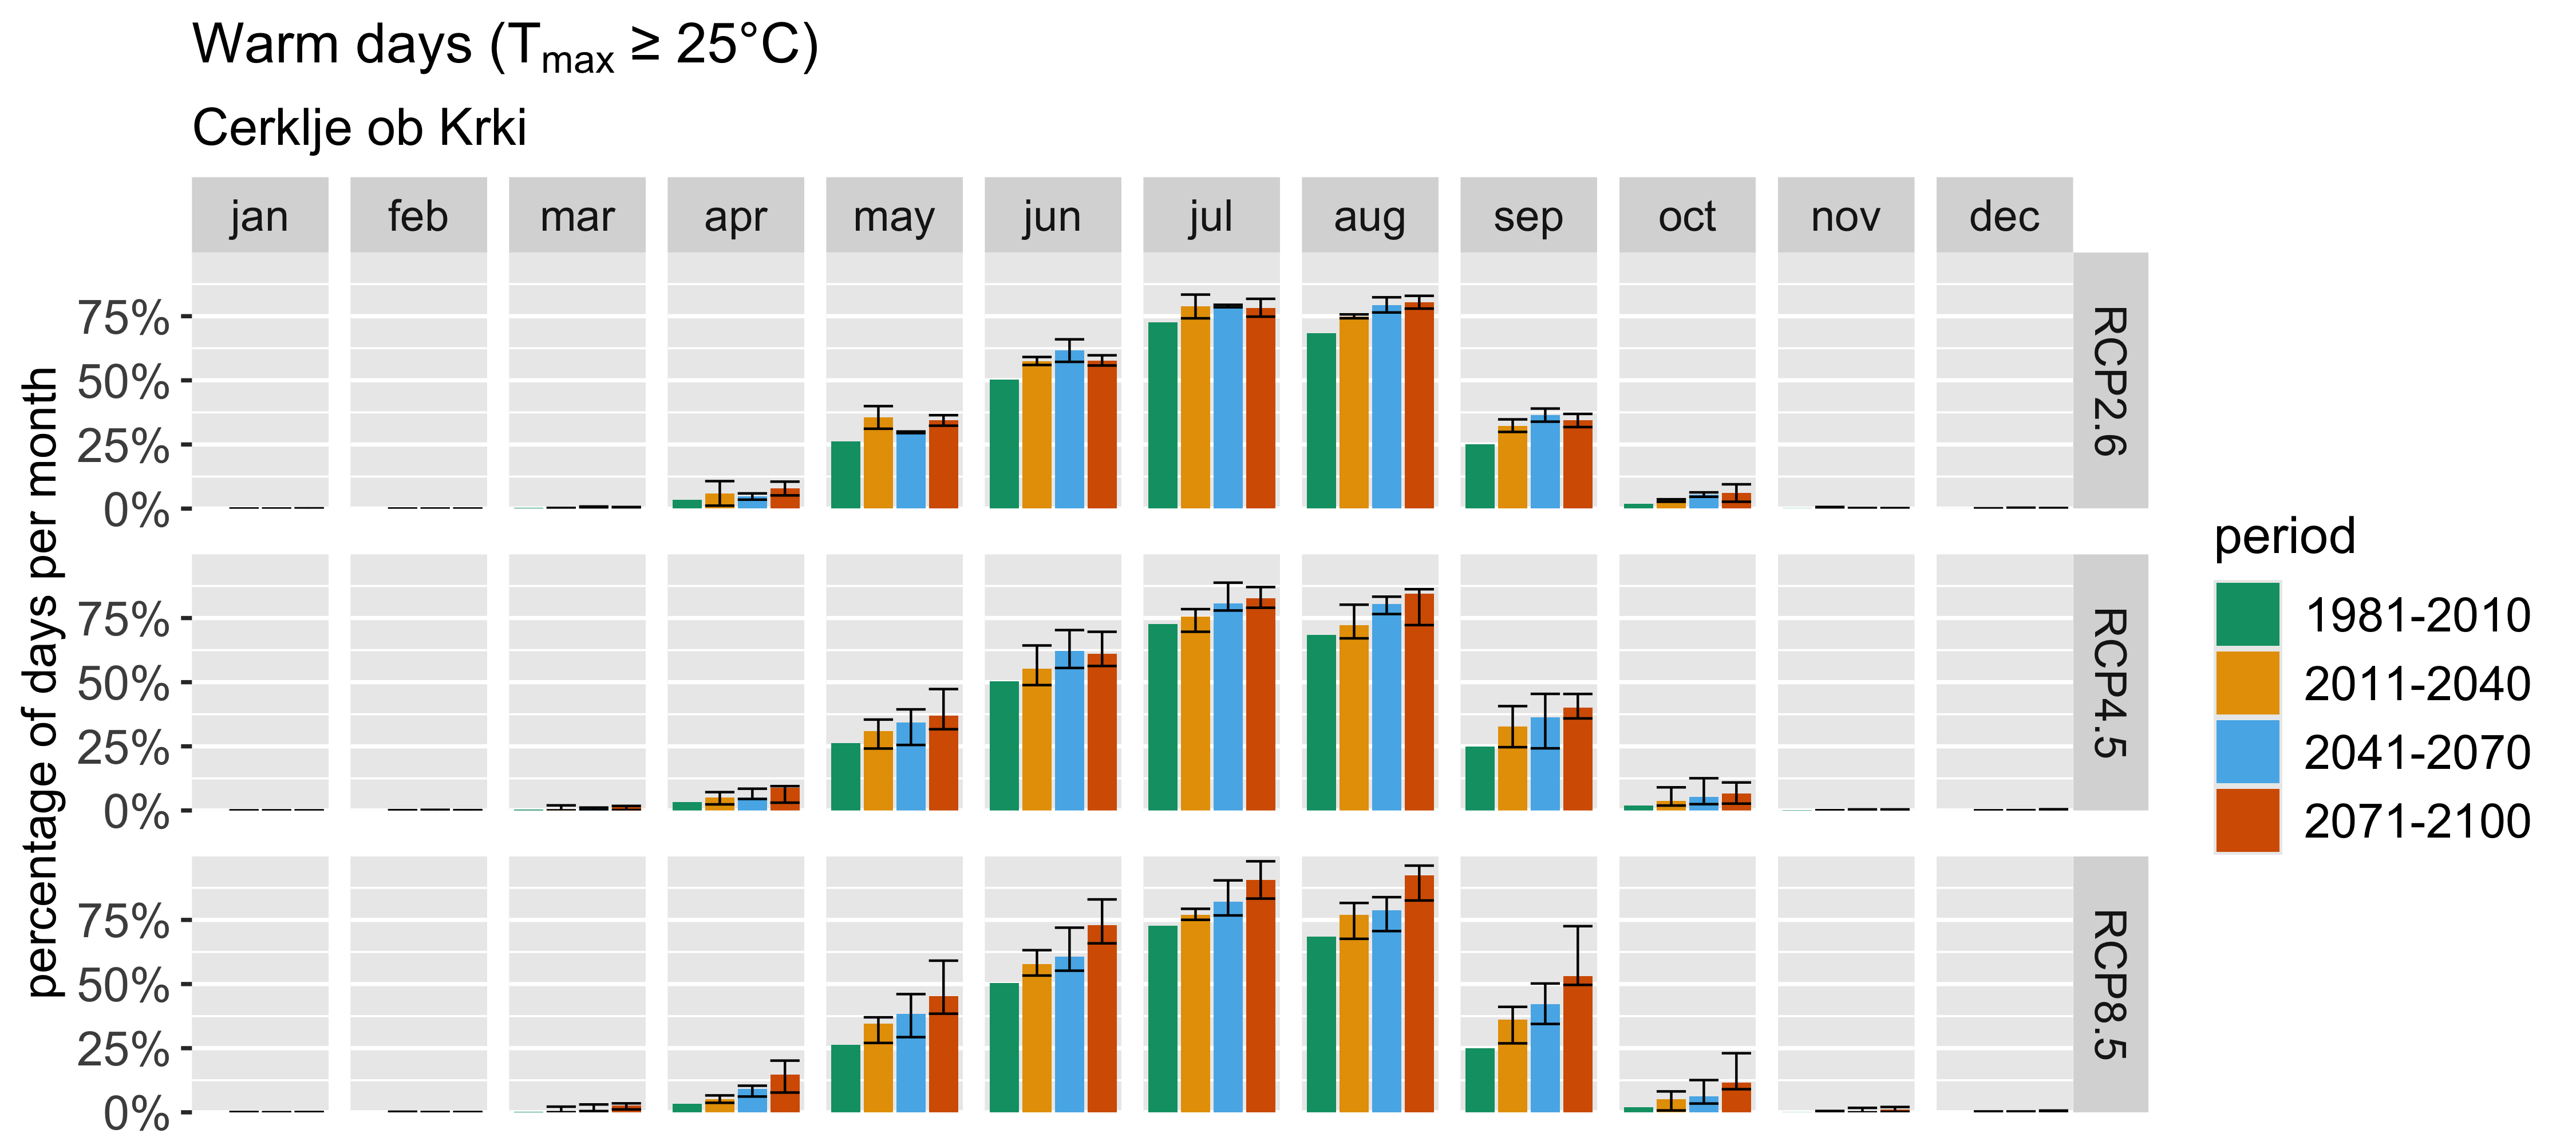 Warm days (Tmax ≥ 25°C)
Cerklje ob Krki
jan feb mar apr may jun jul aug sep oct nov dec
percentage of days per month
75%
50%
25%
0%
RCP2.6
75%
50%
25%
0%
RCP4.5
75%
50%
25%
0%
RCP8.5
period
1981-2010
2011-2040
2041-2070
2071-2100